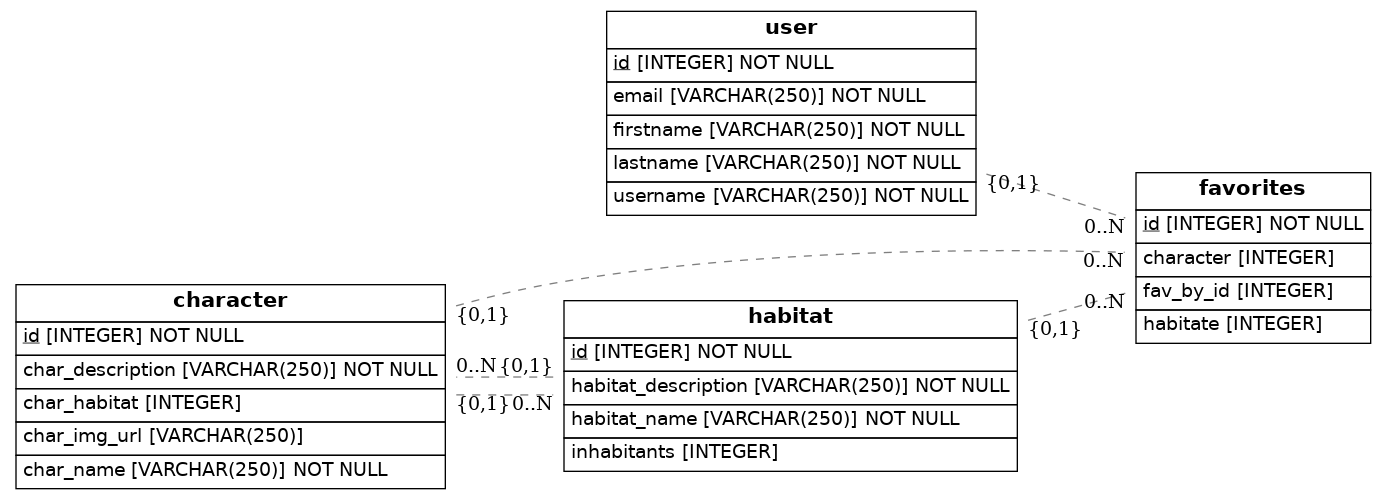 user
id [INTEGER] NOT NULL
email [VARCHAR(250)] NOT NULL
firstname [VARCHAR(250)] NOT NULL
lastname [VARCHAR(250)] NOT NULL
username [VARCHAR(250)] NOT NULL
{0,1}
0..N
favorites
id [INTEGER] NOT NULL
character [INTEGER]
fav_by_id [INTEGER]
habitate [INTEGER]
0..N
{0,1}
0..N
{0,1}
character
id [INTEGER] NOT NULL
char_description [VARCHAR(250)] NOT NULL
char_habitat [INTEGER]
char_img_url [VARCHAR(250)]
char_name [VARCHAR(250)] NOT NULL
0..N {0,1}
{0,1} 0..N
habitat
id [INTEGER] NOT NULL
habitat_description [VARCHAR(250)] NOT NULL
habitat_name [VARCHAR(250)] NOT NULL
inhabitants [INTEGER]